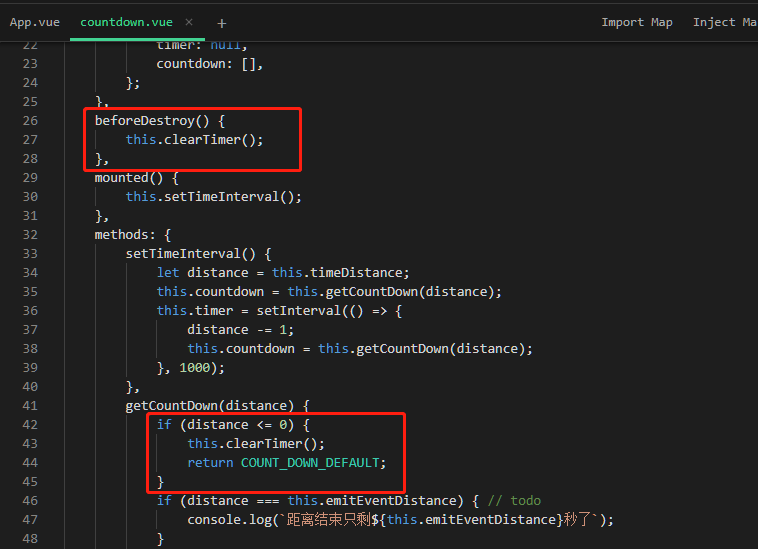 App.vue countdown.vue × + Import Map Inject Ma
22 timer: null,
23 countdown: [],
24 };
25 },
26 beforeDestroy() {
27 this.clearTimer();
28 },
29 mounted() {
30 this.setTimeInterval();
31 },
32 methods: {
33 setTimeInterval() {
34 let distance = this.timeDistance;
35 this.countdown = this.getCountDown(distance);
36 this.timer = setInterval(() => {
37 distance -= 1;
38 this.countdown = this.getCountDown(distance);
39 }, 1000);
40 },
41 getCountDown(distance) {
42 if (distance <= 0) {
43 this.clearTimer();
44 return COUNT_DOWN_DEFAULT;
45 }
46 if (distance === this.emitEventDistance) { // todo
47 console.log(`距离结束只剩${this.emitEventDistance}秒了`);
48 }